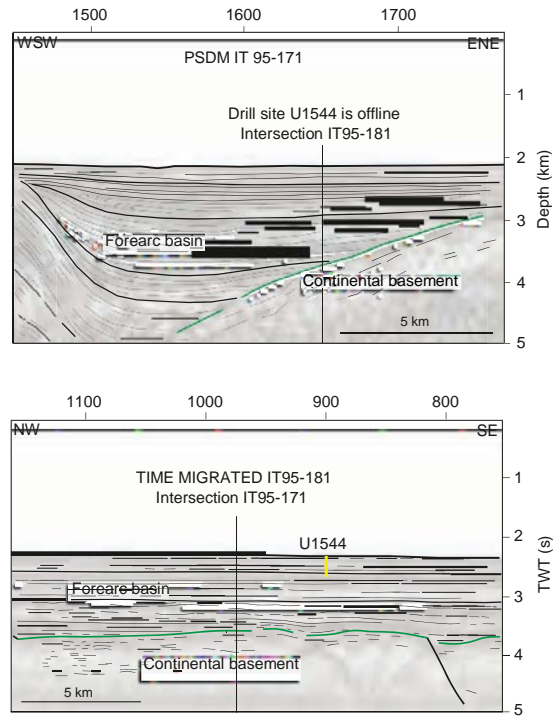 1500 1600 1700
WSW ENE
PSDM IT 95-171
Drill site U1544 is offline
Intersection IT95-181
Forearc basin
Continental basement
5 km
1
2
3
4
5
Depth (km)
1100 1000 900 800
NW SE
TIME MIGRATED IT95-181
Intersection IT95-171
U1544
Forearc basin
Continental basement
5 km
1
2
3
4
5
TWT (s)